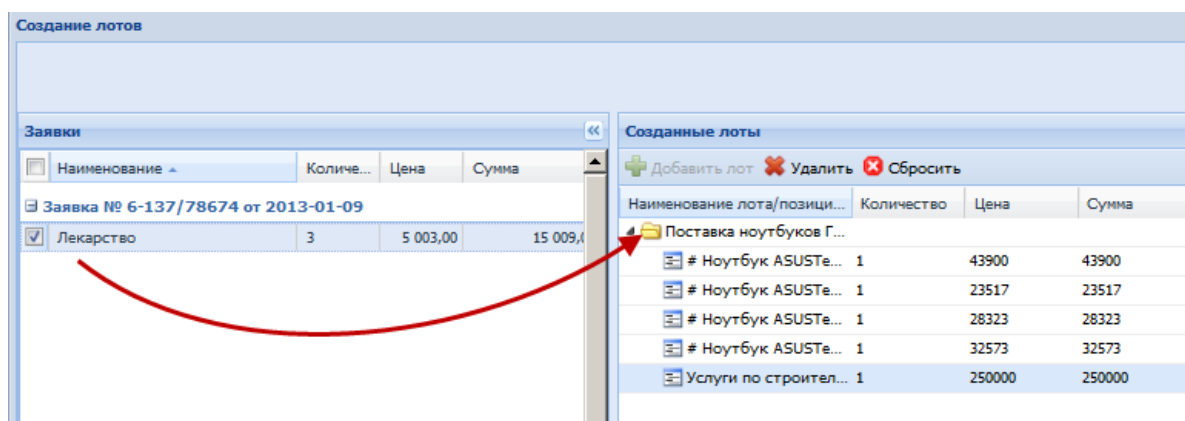 Создание лотов
Заявки
Наименование Количе... Цена Сумма
Заявка № 6-137/78674 от 2013-01-09
Лекарство 3 5 003,00 15 009,
Созданные лоты
Добавить лот Удалить Сбросить
Наименование лота/позици... Количество Цена Сумма
Поставка ноутбуков Г...
# Ноутбук ASUSTe... 1 43900 43900
# Ноутбук ASUSTe... 1 23517 23517
# Ноутбук ASUSTe... 1 28323 28323
# Ноутбук ASUSTe... 1 32573 32573
Услуги по строител... 1 250000 250000